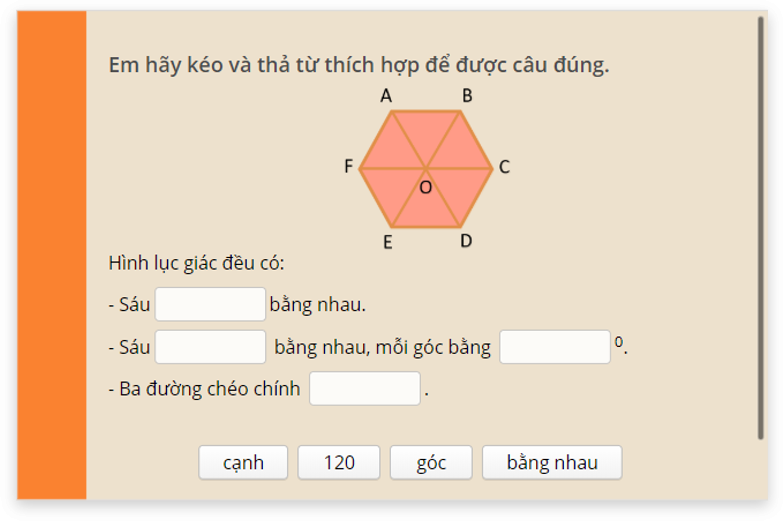 Em hãy kéo và thả từ thích hợp để được câu đúng.
A B
F C
O
E D
Hình lục giác đều có:
- Sáu bằng nhau.
- Sáu bằng nhau, mỗi góc bằng ⁰.
- Ba đường chéo chính .
cạnh 120 góc bằng nhau